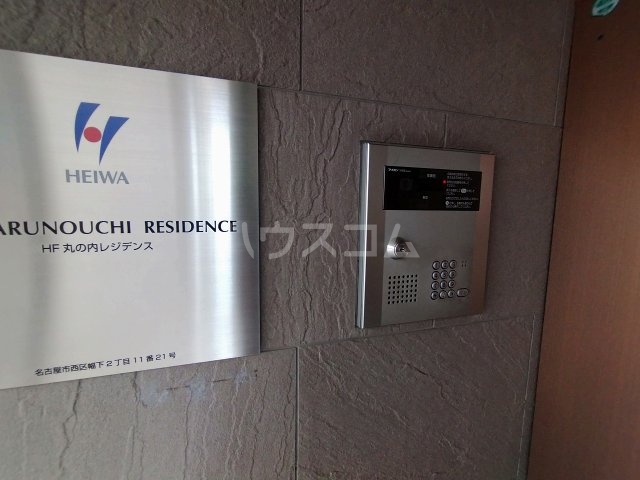 HEIWA
ARUNOUCHI RESIDENCE
HF 丸の内レジデンス
名古屋市西区幅下2丁目11番21号
ハウスコム